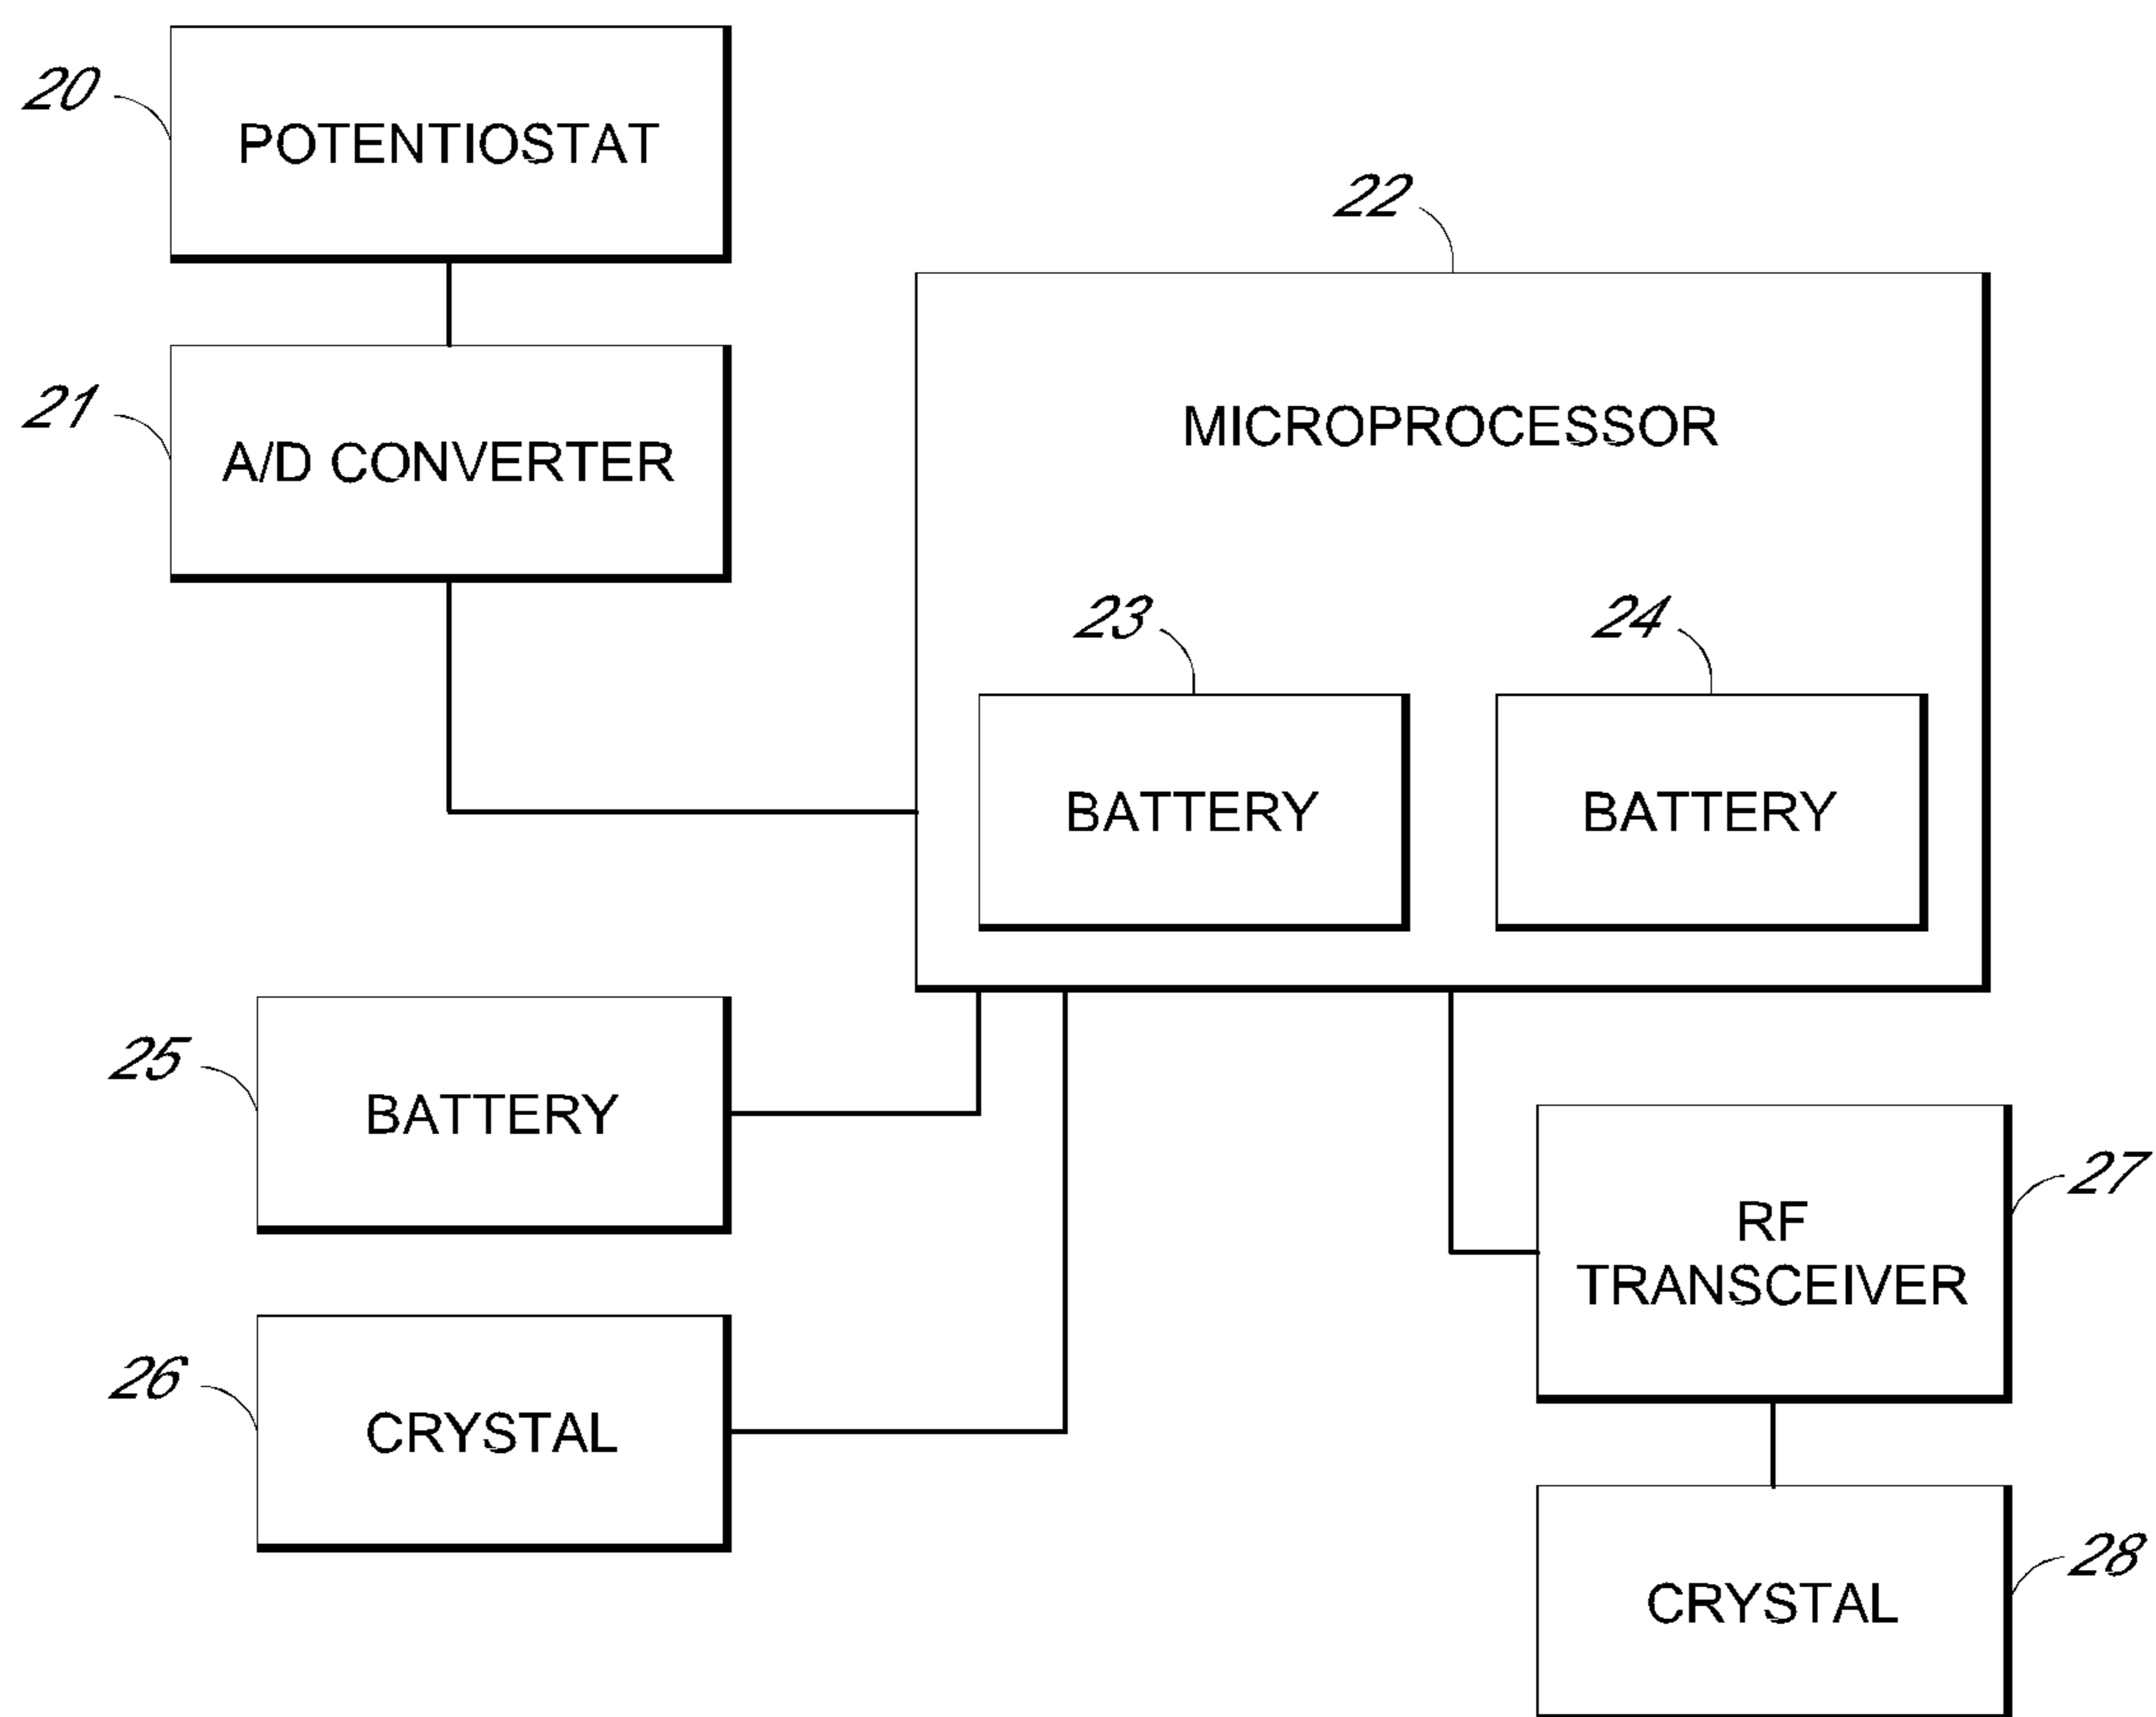 20
POTENTIOSTAT
22
21
A/D CONVERTER
MICROPROCESSOR
23
24
BATTERY
BATTERY
25
BATTERY
27
RF
TRANSCEIVER
26
CRYSTAL
28
CRYSTAL